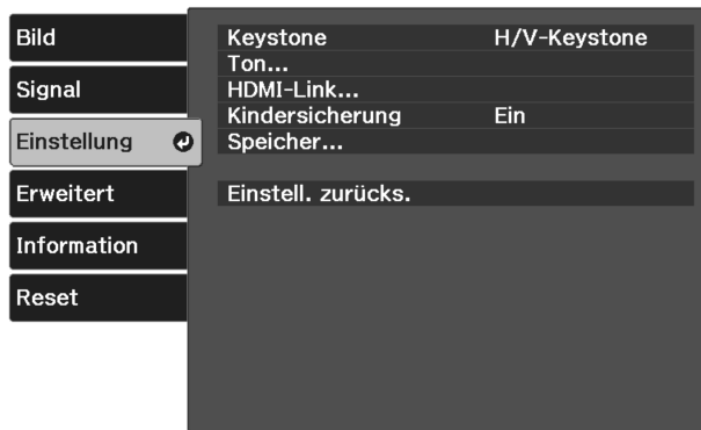 Bild
Signal
Einstellung
Erweitert
Information
Reset
Keystone H/V-Keystone
Ton...
HDMI-Link...
Kindersicherung Ein
Speicher...
Einstell. zurücks.